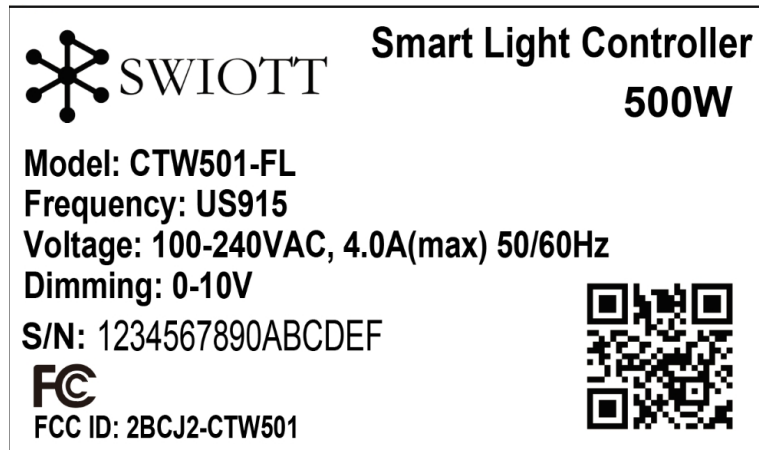 SWIOTT
Smart Light Controller
500W
Model: CTW501-FL
Frequency: US915
Voltage: 100-240VAC, 4.0A(max) 50/60Hz
Dimming: 0-10V
S/N: 1234567890ABCDEF
FC
FCC ID: 2BCJ2-CTW501